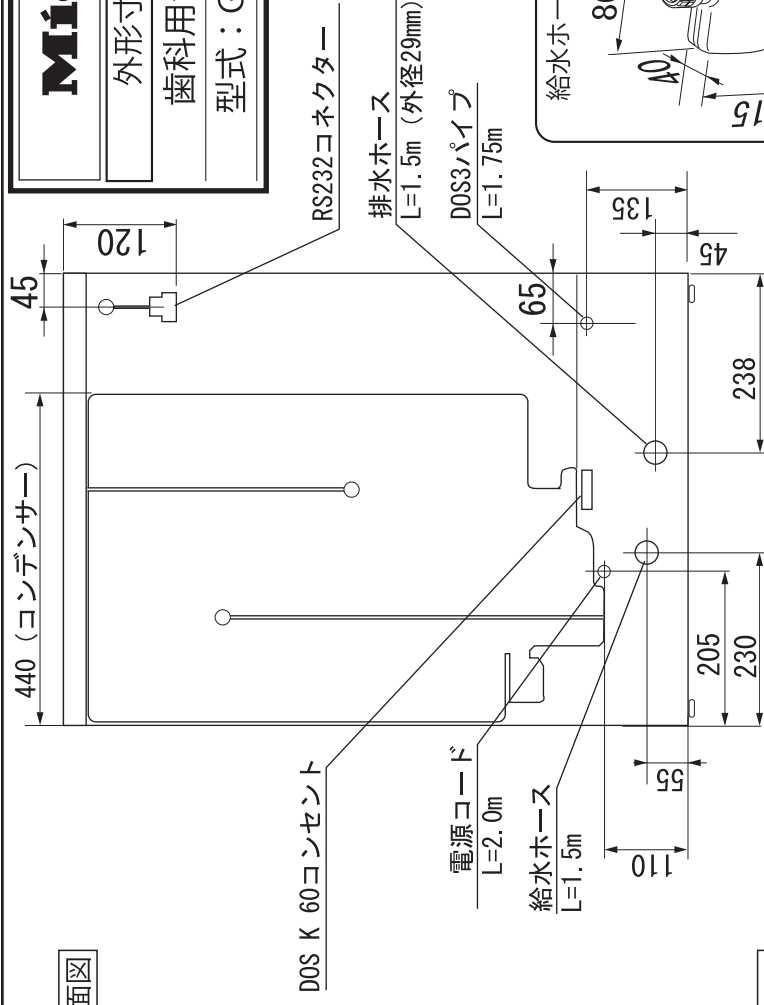 Mi
外形寸
歯科用
型式：G
RS232コネクター
排水ホース
L=1.5m（外径29mm）
DOS3パイプ
L=1.75m
給水ホー
40
15
120
45
65
135
45
238
440（コンデンサー）
205
230
55
110
DOS K 60コンセント
電源コード
L=2.0m
給水ホース
L=1.5m
面図